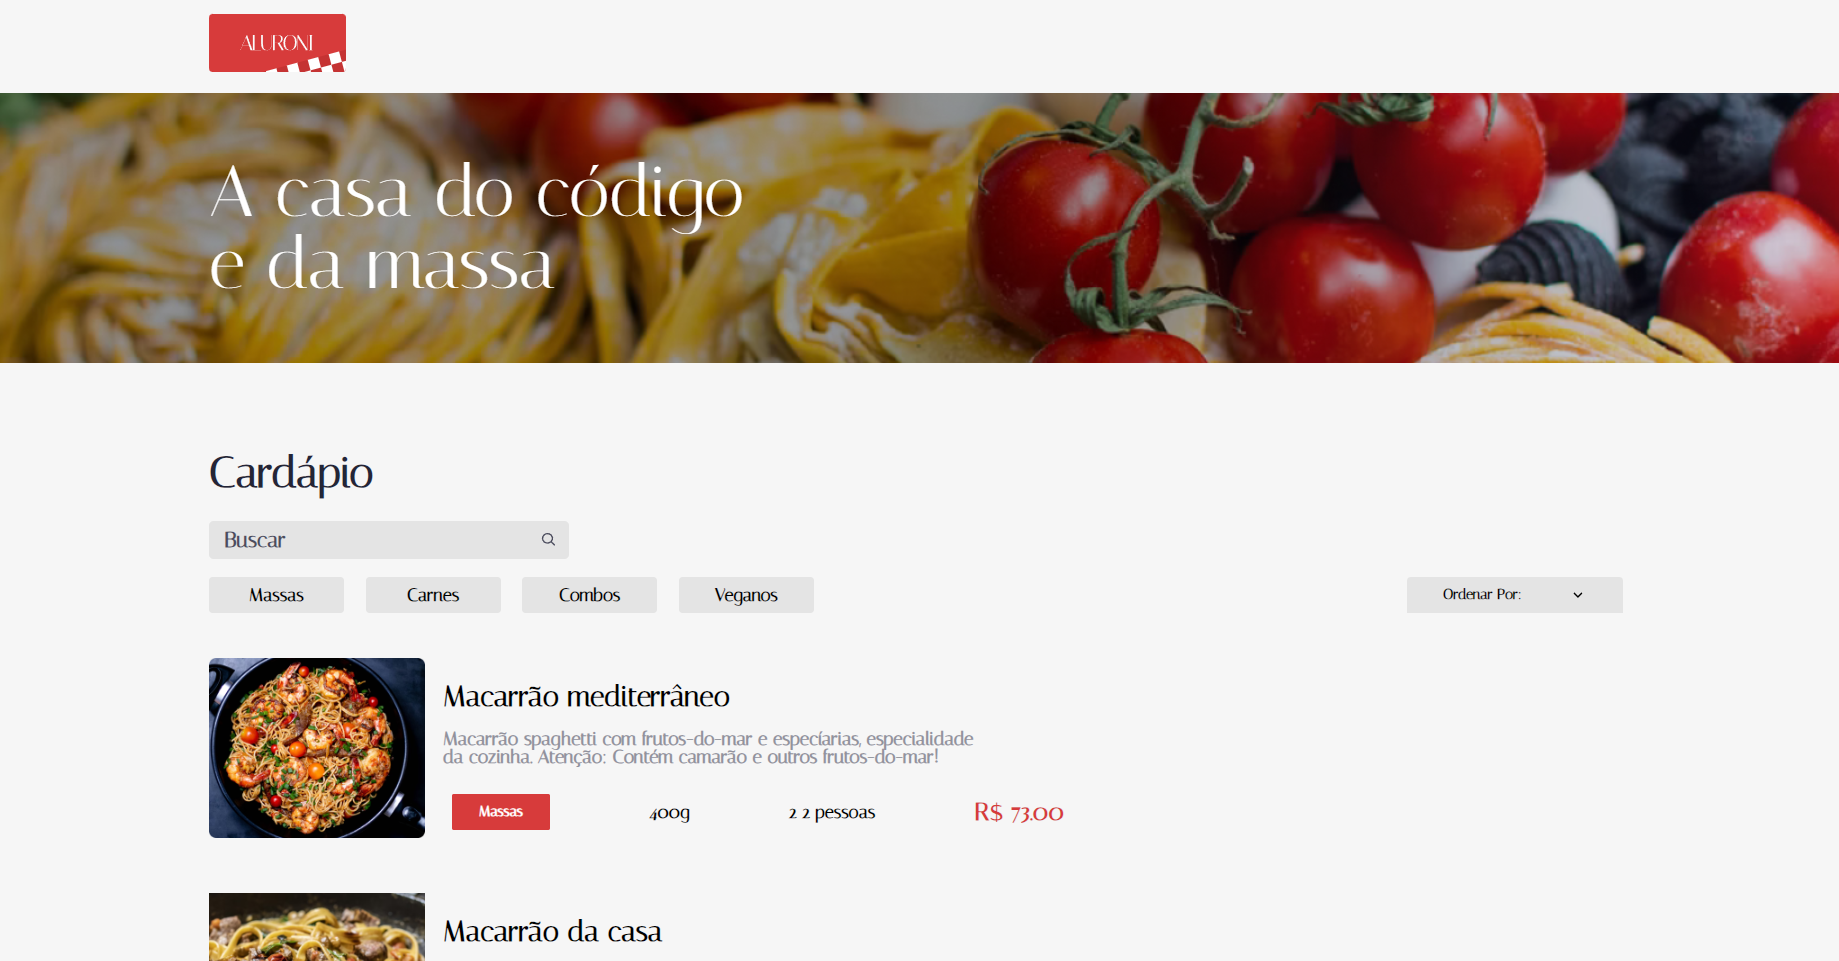 ALURONI
A casa do código
e da massa
Cardápio
Buscar
Massas
Carnes
Combos
Veganos
Ordenar Por:
Macarrão mediterrâneo
Macarrão spaghetti com frutos-do-mar e especíarias, especialidade
da cozinha. Atenção: Contém camarão e outros frutos-do-mar!
Massas
400g
2 2 pessoas
R$ 73.00
Macarrão da casa